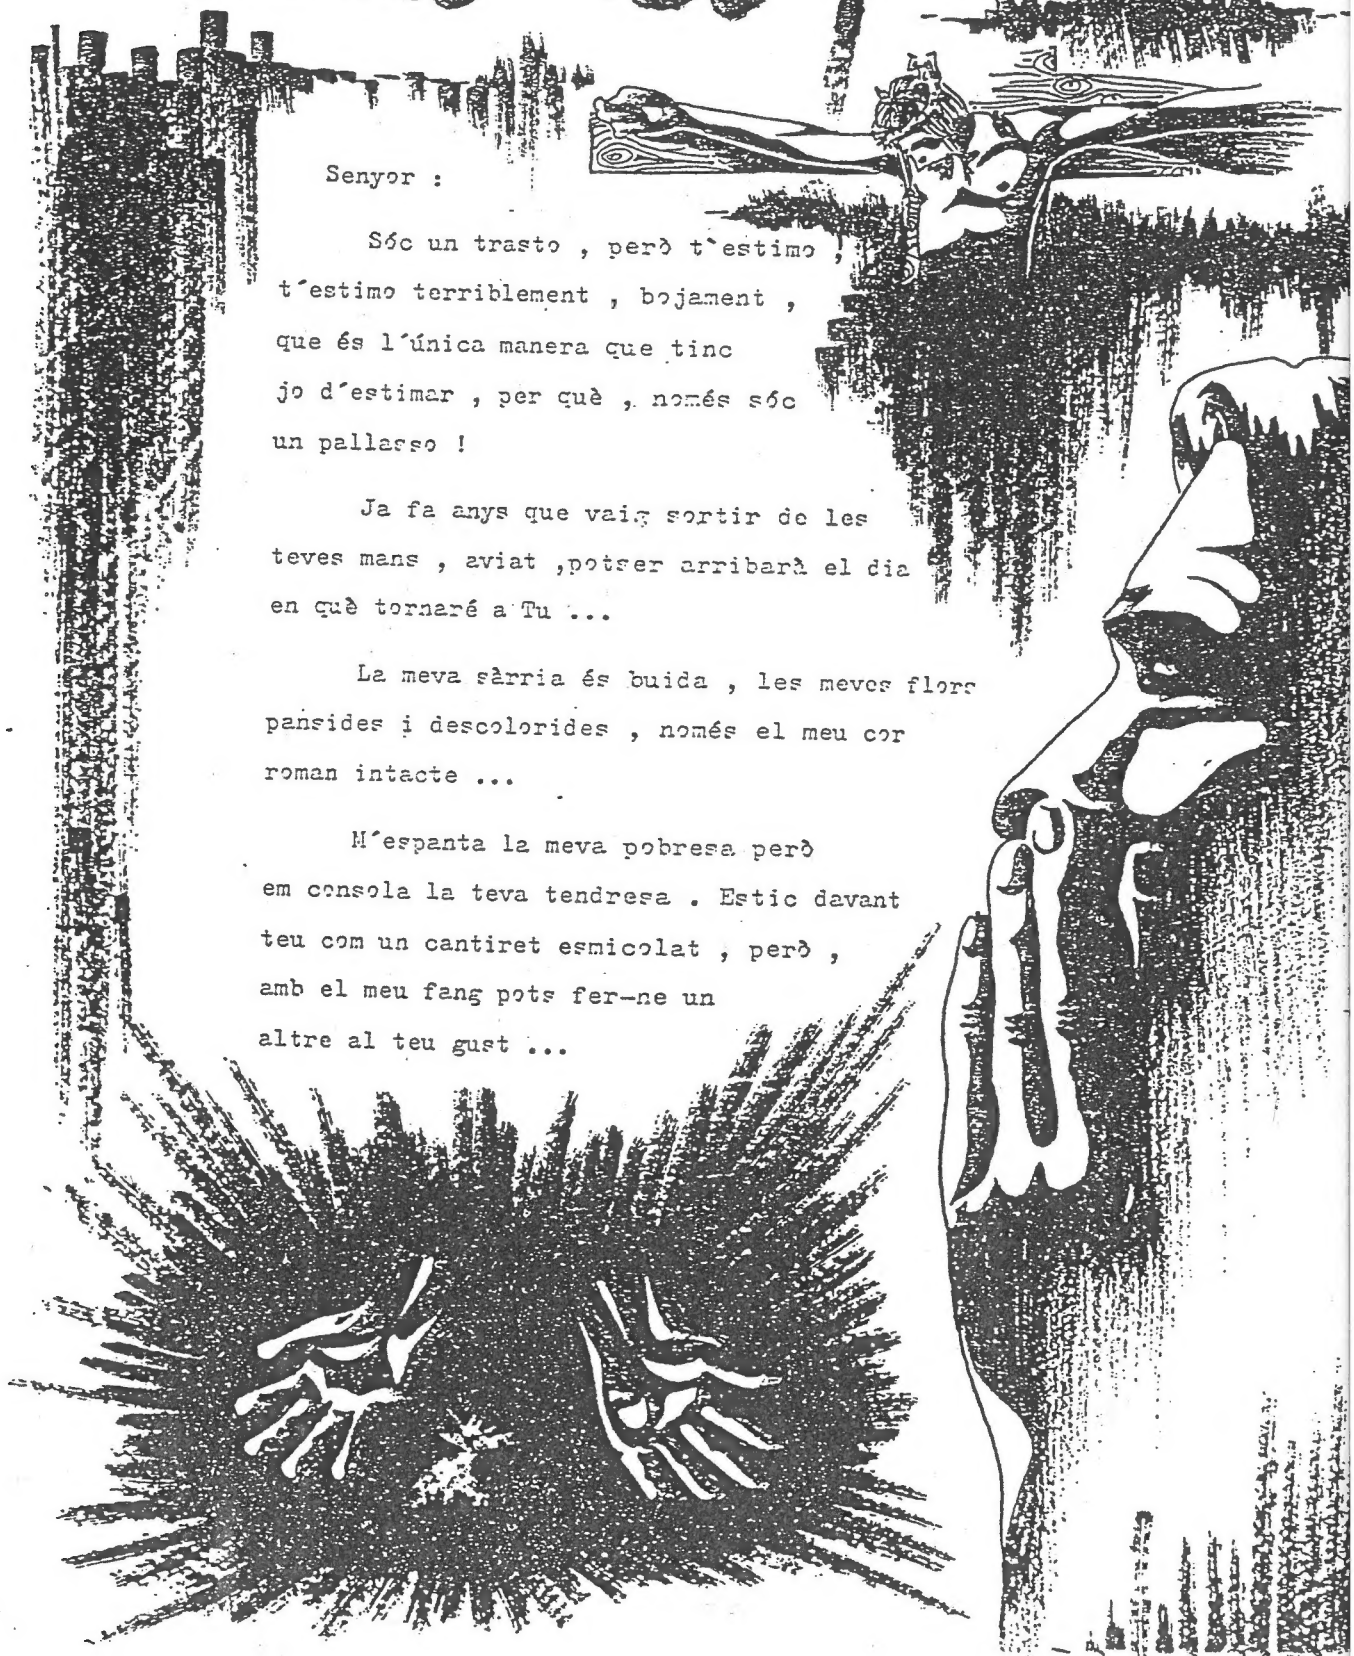 Senyor :
Sóc un trasto , però t`estimo ,
t´estimo terriblement , bojament ,
que és l´única manera que tinc
jo d´estimar , per què , només sóc
un pallasso !
Ja fa anys que vaig sortir de les
teves mans , aviat ,potser arribarà el dia
en què tornaré a Tu ...
La meva sàrria és buida , les meves flors
pansides i descolorides , només el meu cor
roman intacte ...
M´espanta la meva pobresa però
em consola la teva tendresa . Estic davant
teu com un cantiret esmicolat , però ,
amb el meu fang pots fer-ne un
altre al teu gust ...